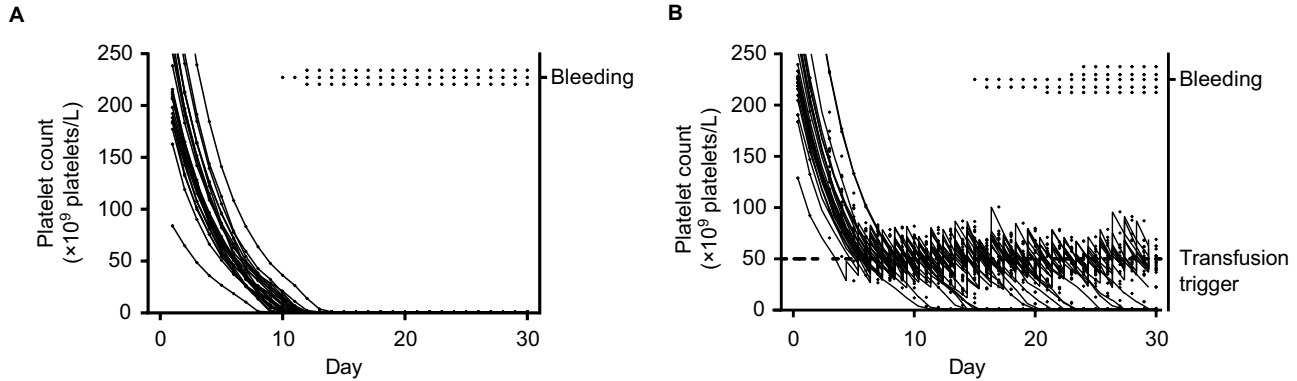 A
250
200
150
100
50
0
Platelet count
(×10⁹ platelets/L)
0
10
20
30
Day
Bleeding
B
250
200
150
100
50
0
Platelet count
(×10⁹ platelets/L)
0
10
20
30
Day
Bleeding
Transfusion
trigger